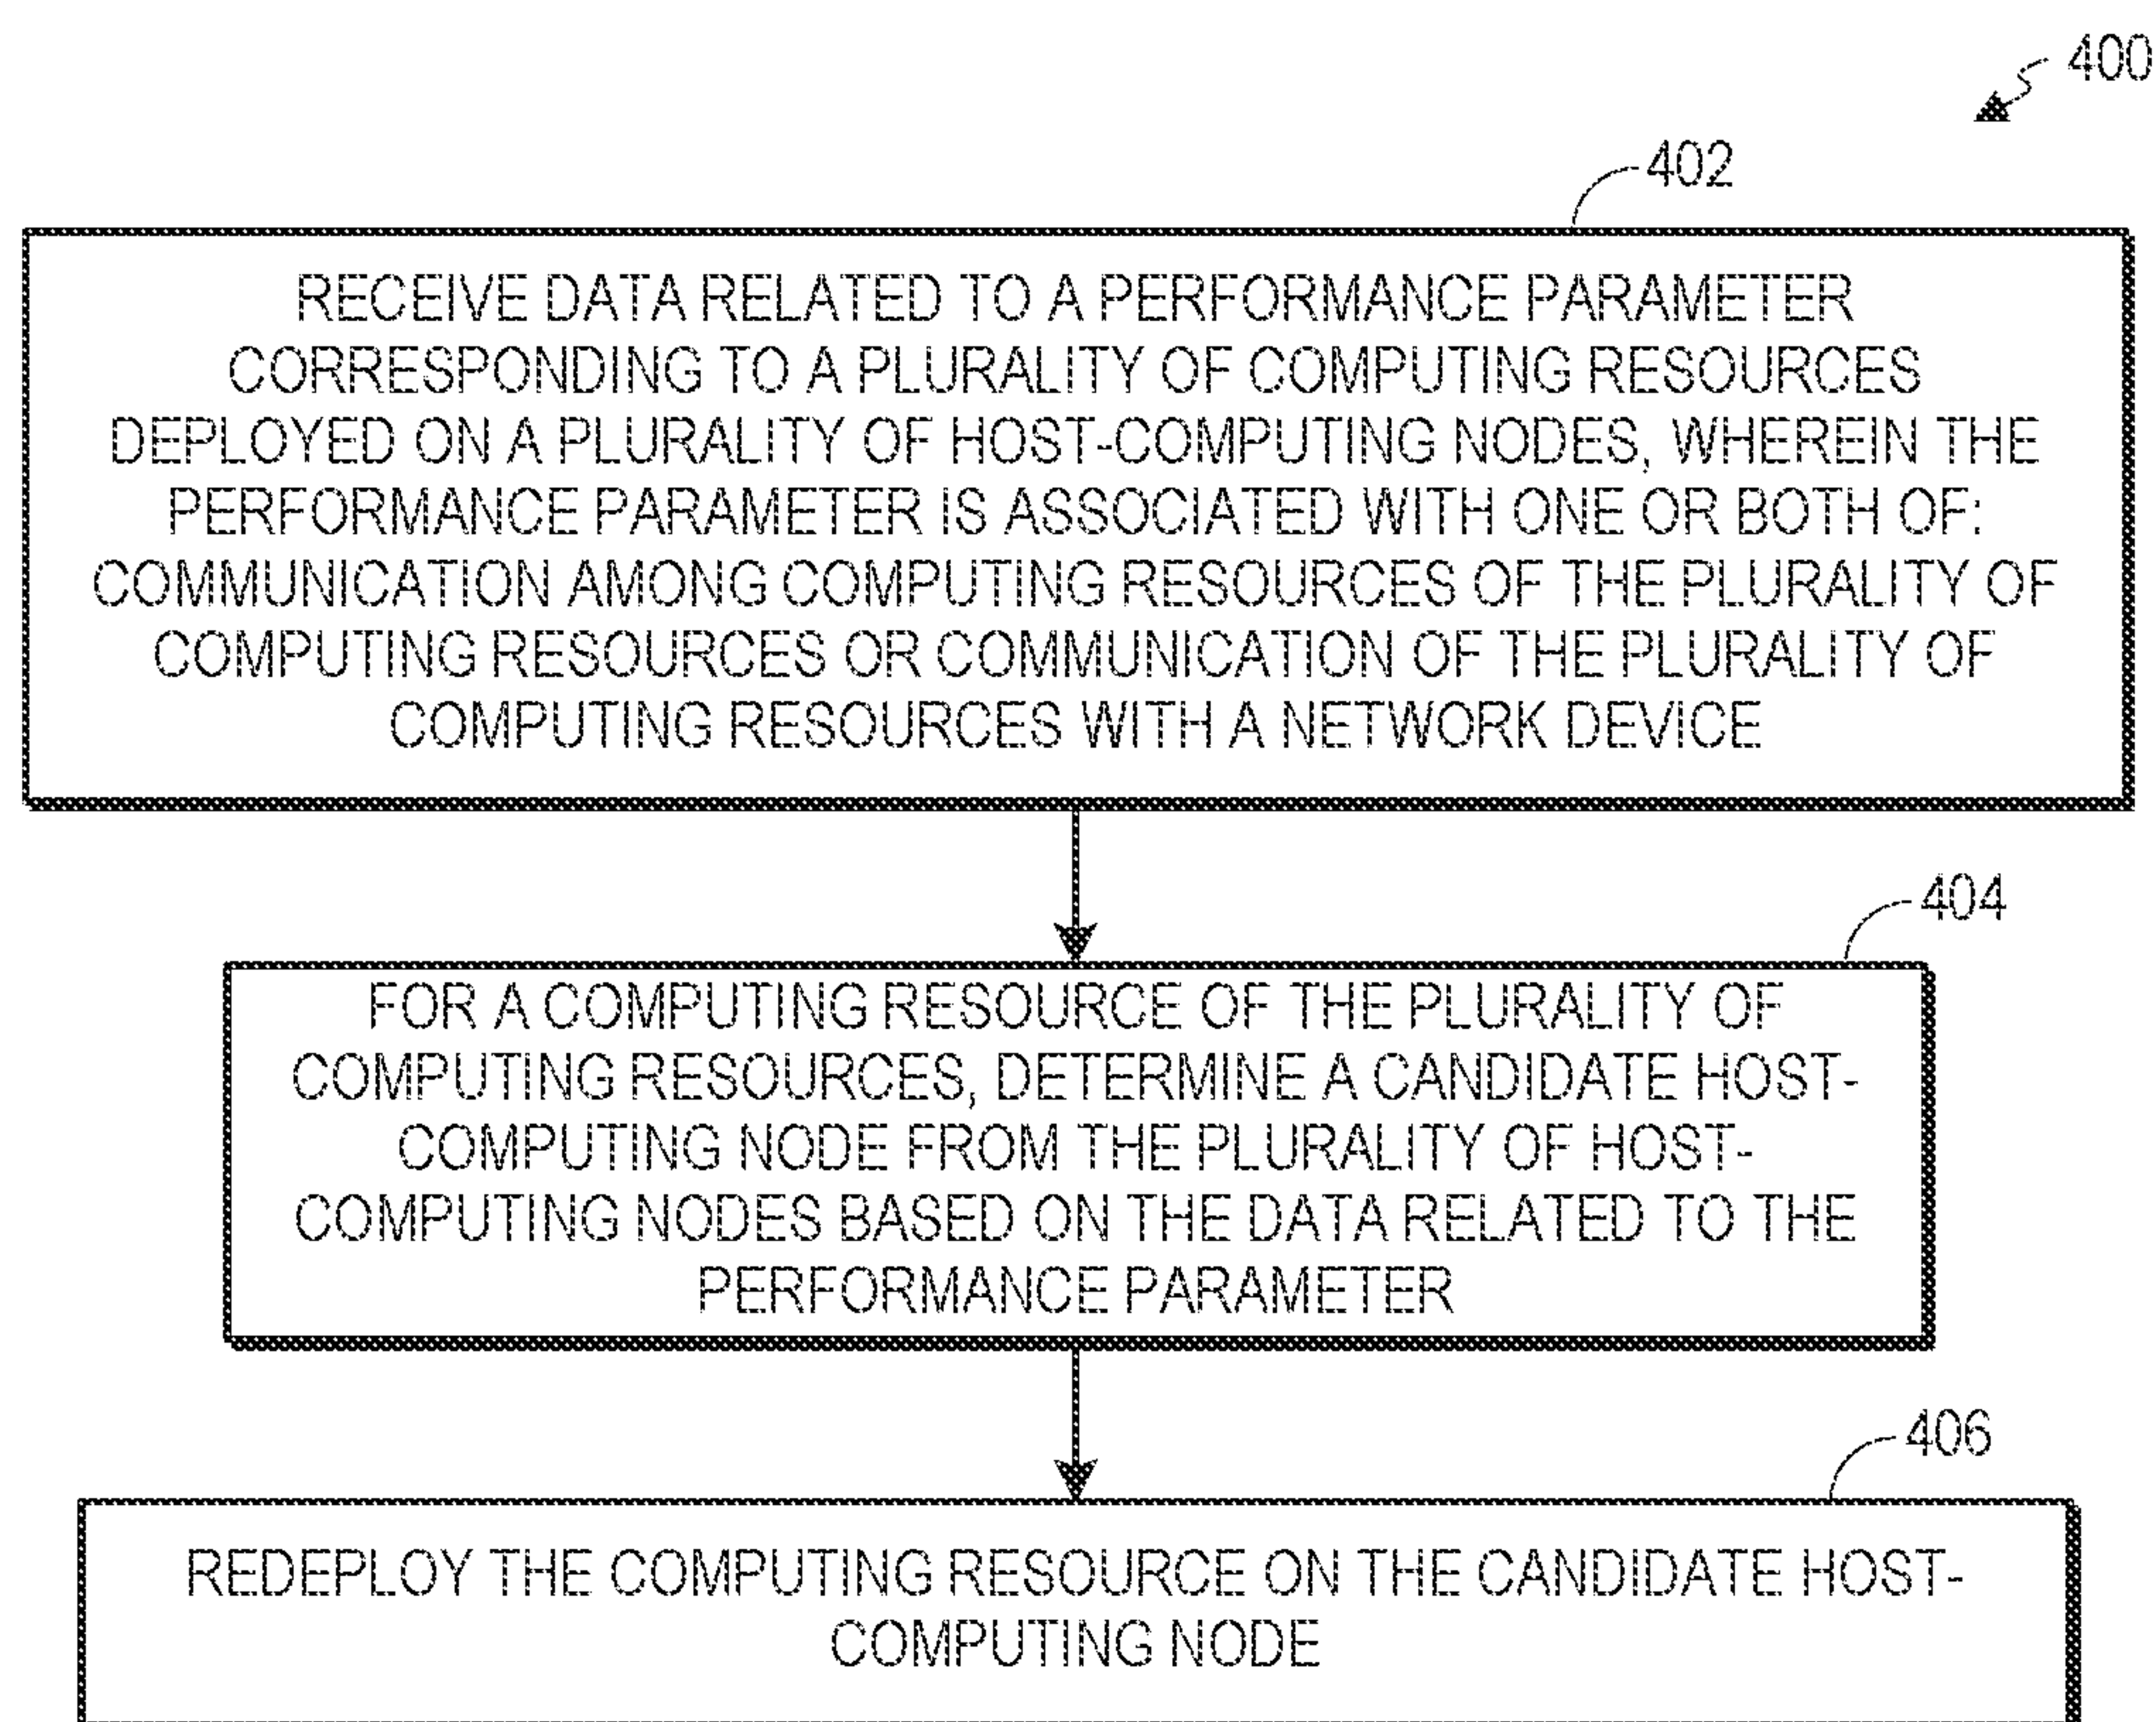 400
402
RECEIVE DATA RELATED TO A PERFORMANCE PARAMETER
CORRESPONDING TO A PLURALITY OF COMPUTING RESOURCES
DEPLOYED ON A PLURALITY OF HOST-COMPUTING NODES, WHEREIN THE
PERFORMANCE PARAMETER IS ASSOCIATED WITH ONE OR BOTH OF:
COMMUNICATION AMONG COMPUTING RESOURCES OF THE PLURALITY OF
COMPUTING RESOURCES OR COMMUNICATION OF THE PLURALITY OF
COMPUTING RESOURCES WITH A NETWORK DEVICE
404
FOR A COMPUTING RESOURCE OF THE PLURALITY OF
COMPUTING RESOURCES, DETERMINE A CANDIDATE HOST-
COMPUTING NODE FROM THE PLURALITY OF HOST-
COMPUTING NODES BASED ON THE DATA RELATED TO THE
PERFORMANCE PARAMETER
406
REDEPLOY THE COMPUTING RESOURCE ON THE CANDIDATE HOST-
COMPUTING NODE